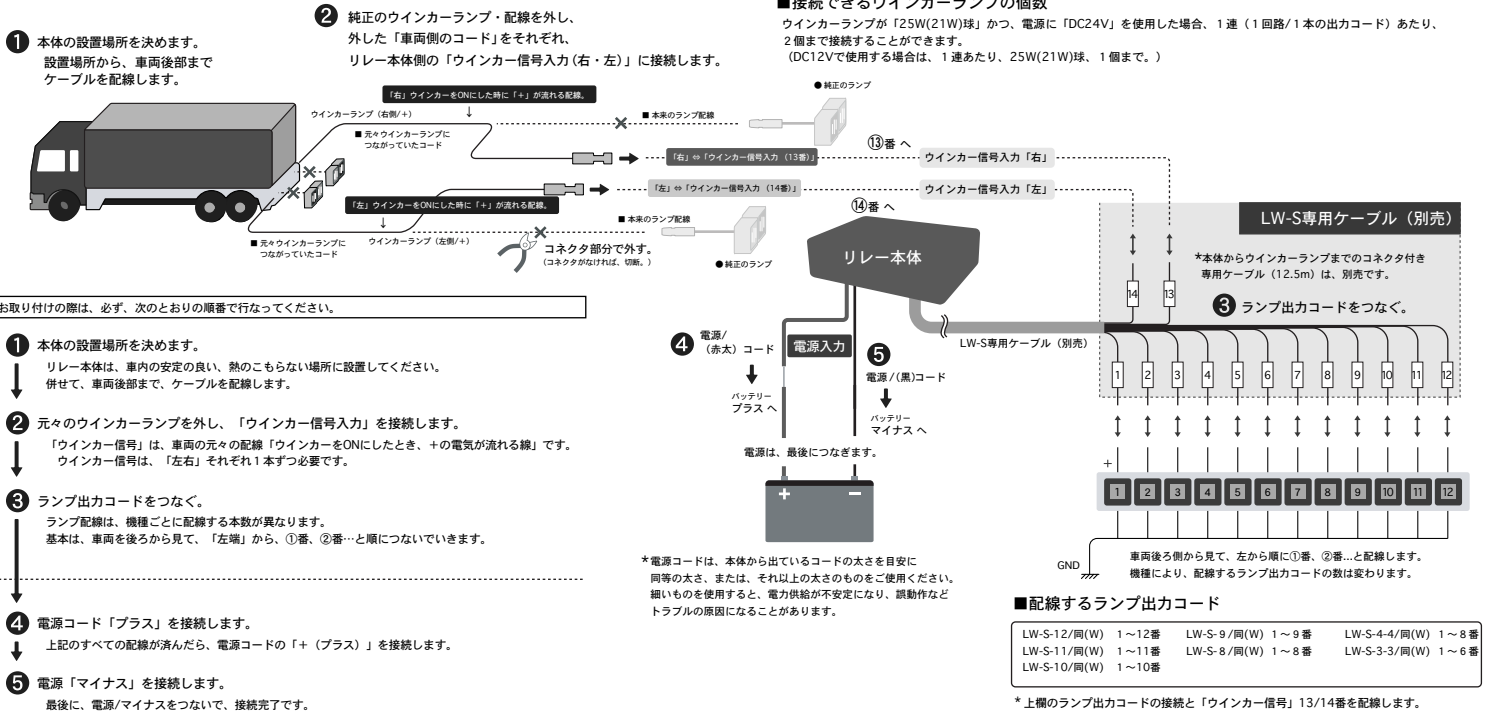 ❶ 本体の設置場所を決めます。
設置場所から、車両後部まで
ケーブルを配線します。
❷ 純正のウインカーランプ・配線を外し、
外した「車両側のコード」をそれぞれ、
リレー本体側の「ウインカー信号入力(右・左)」に接続します。
■接続できるウインカーランプの個数
ウインカーランプが「25W(21W)球」かつ、電源に「DC24V」を使用した場合、1連（1回路/1本の出力コード）あたり、
2個まで接続することができます。
(DC12Vで使用する場合は、1連あたり、25W(21W)球、1個まで。)
「右」ウインカーをONにした時に「+」が流れる配線。
↓
ウインカーランプ（右側/+）
■ 元々ウインカーランプに
つながっていたコード
■ 本来のランプ配線
● 純正のランプ
「右」⇔「ウインカー信号入力（13番）」
⑬番 へ
ウインカー信号入力「右」
「左」⇔「ウインカー信号入力（14番）」
ウインカー信号入力「左」
⑭番 へ
「左」ウインカーをONにした時に「+」が流れる配線。
↓
ウインカーランプ（左側/+）
■ 元々ウインカーランプに
つながっていたコード
■ 本来のランプ配線
● 純正のランプ
コネクタ部分で外す。
(コネクタがなければ、切断。)
リレー本体
LW-S専用ケーブル（別売）
*本体からウインカーランプまでのコネクタ付き
専用ケーブル（12.5m）は、別売です。
14 13
❸ ランプ出力コードをつなぐ。
LW-S専用ケーブル（別売）
1 2 3 4 5 6 7 8 9 10 11 12
+
1 2 3 4 5 6 7 8 9 10 11 12
GND
車両後ろ側から見て、左から順に①番、②番...と配線します。
機種により、配線するランプ出力コードの数は変わります。
❹ 電源/
（赤太）コード
バッテリー
プラス へ
電源入力
❺
電源/(黒)コード
バッテリー
マイナス へ
電源は、最後につなぎます。
+ −
*電源コードは、本体から出ているコードの太さを目安に
同等の太さ、または、それ以上の太さのものをご使用ください。
細いものを使用すると、電力供給が不安定になり、誤動作など
トラブルの原因になることがあります。
お取り付けの際は、必ず、次のとおりの順番で行なってください。
❶ 本体の設置場所を決めます。
リレー本体は、車内の安定の良い、熱のこもらない場所に設置してください。
併せて、車両後部まで、ケーブルを配線します。
❷ 元々のウインカーランプを外し、「ウインカー信号入力」を接続します。
「ウインカー信号」は、車両の元々の配線「ウインカーをONにしたとき、+の電気が流れる線」です。
ウインカー信号は、「左右」それぞれ1本ずつ必要です。
❸ ランプ出力コードをつなぐ。
ランプ配線は、機種ごとに配線する本数が異なります。
基本は、車両を後ろから見て、「左端」から、①番、②番…と順につないでいきます。
❹ 電源コード「プラス」を接続します。
上記のすべての配線が済んだら、電源コードの「+（プラス）」を接続します。
❺ 電源「マイナス」を接続します。
最後に、電源/マイナスをつないで、接続完了です。
■配線するランプ出力コード
LW-S-12/同(W) 1～12番 LW-S-9/同(W) 1～9番 LW-S-4-4/同(W) 1～8番
LW-S-11/同(W) 1～11番 LW-S-8/同(W) 1～8番 LW-S-3-3/同(W) 1～6番
LW-S-10/同(W) 1～10番
*上欄のランプ出力コードの接続と「ウインカー信号」13/14番を配線します。